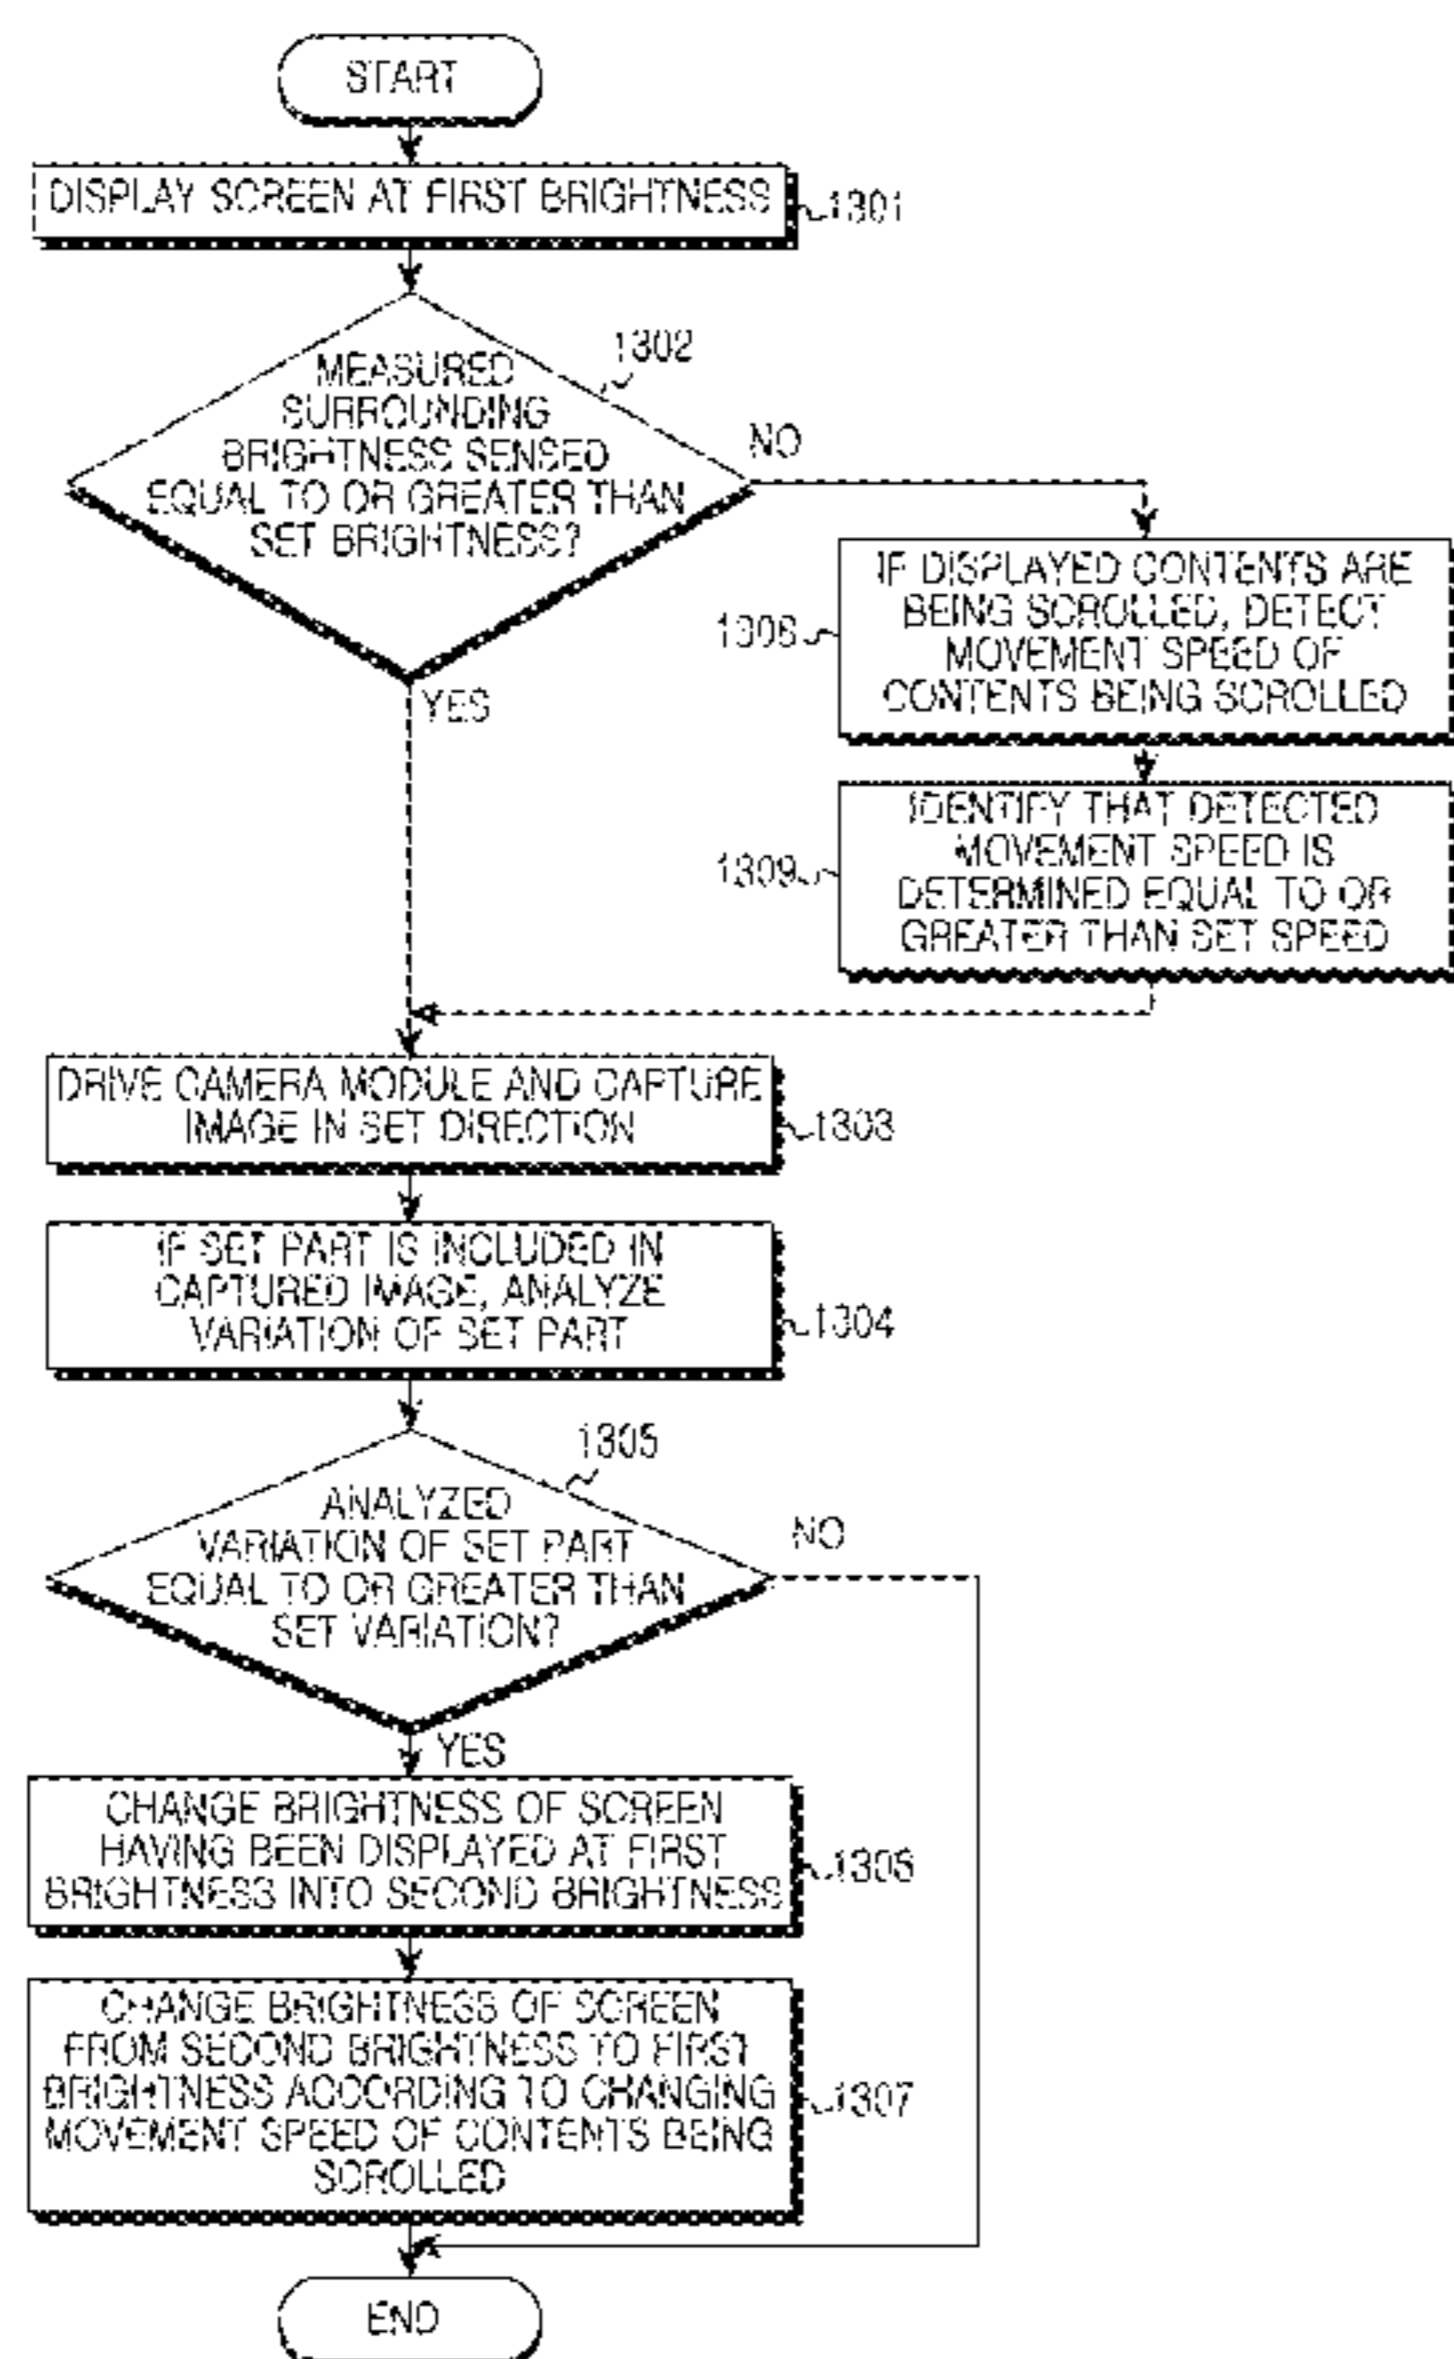 START
DISPLAY SCREEN AT FIRST BRIGHTNESS
1301
1302
MEASURED
SURROUNDING
BRIGHTNESS SENSED
EQUAL TO OR GREATER THAN
SET BRIGHTNESS?
NO
YES
IF DISPLAYED CONTENTS ARE
BEING SCROLLED, DETECT
MOVEMENT SPEED OF
CONTENTS BEING SCROLLED
1308
IDENTIFY THAT DETECTED
MOVEMENT SPEED IS
DETERMINED EQUAL TO OR
GREATER THAN SET SPEED
1309
DRIVE CAMERA MODULE AND CAPTURE
IMAGE IN SET DIRECTION
1303
IF SET PART IS INCLUDED IN
CAPTURED IMAGE, ANALYZE
VARIATION OF SET PART
1304
1305
ANALYZED
VARIATION OF SET PART
EQUAL TO OR GREATER THAN
SET VARIATION?
NO
YES
CHANGE BRIGHTNESS OF SCREEN
HAVING BEEN DISPLAYED AT FIRST
BRIGHTNESS INTO SECOND BRIGHTNESS
1306
CHANGE BRIGHTNESS OF SCREEN
FROM SECOND BRIGHTNESS TO FIRST
BRIGHTNESS ACCORDING TO CHANGING
MOVEMENT SPEED OF CONTENTS BEING
SCROLLED
1307
END